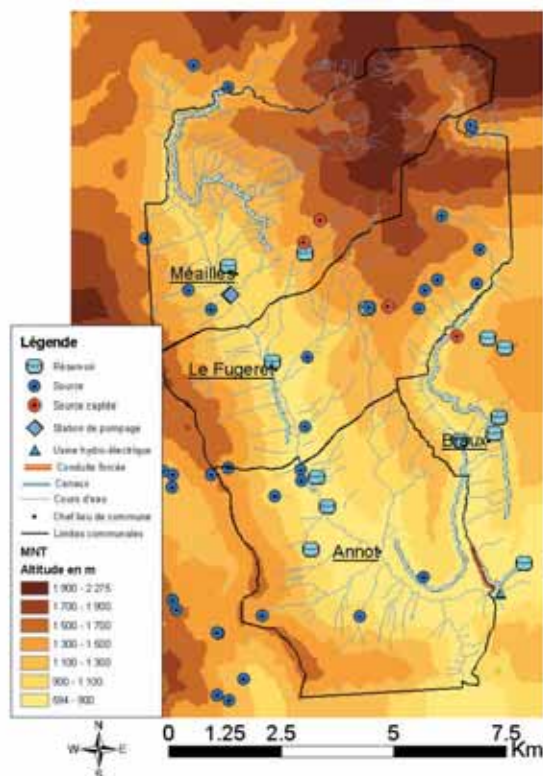 Méailles
Le Fugeret
Braux
Annot
Légende
Réservoir
Source
Source captée
Station de pompage
Usine hydro-électrique
Conduite forcée
Canaux
Cours d'eau
Chef lieu de commune
Limites communales
MNT
Altitude en m
1 900 - 2 275
1 700 - 1 900
1 500 - 1 700
1 300 - 1 500
1 100 - 1 300
900 - 1 100
694 - 900
N
W E
S
0 1.25 2.5 5 7.5
Km